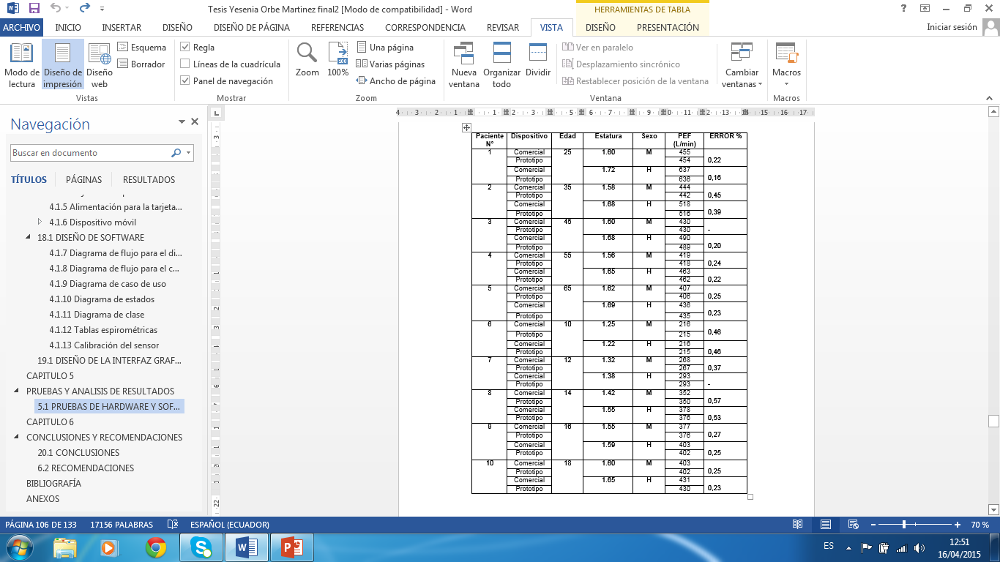 Tesis Yesenia Orbe Martinez final2 [Modo de compatibilidad] - Word
HERRAMIENTAS DE TABLA
ARCHIVO INICIO INSERTAR DISEÑO DISEÑO DE PÁGINA REFERENCIAS CORRESPONDENCIA REVISAR VISTA DISEÑO PRESENTACIÓN Iniciar sesión
Modo de lectura
Diseño de impresión
Diseño web
Esquema
Borrador
Vistas
Regla
Líneas de la cuadrícula
Panel de navegación
Mostrar
Zoom
100%
Una página
Varias páginas
Ancho de página
Zoom
Nueva ventana
Organizar todo
Dividir
Ver en paralelo
Desplazamiento sincrónico
Restablecer posición de la ventana
Ventana
Cambiar ventanas
Macros
Macros
Navegación
Buscar en documento
TÍTULOS PÁGINAS RESULTADOS
4.1.5 Alimentación para la tarjeta...
4.1.6 Dispositivo móvil
18.1 DISEÑO DE SOFTWARE
4.1.7 Diagrama de flujo para el di...
4.1.8 Diagrama de flujo para el c...
4.1.9 Diagrama de caso de uso
4.1.10 Diagrama de estados
4.1.11 Diagrama de clase
4.1.12 Tablas espirométricas
4.1.13 Calibración del sensor
19.1 DISEÑO DE LA INTERFAZ GRAF...
CAPITULO 5
PRUEBAS Y ANALISIS DE RESULTADOS
5.1 PRUEBAS DE HARDWARE Y SOF...
CAPITULO 6
CONCLUSIONES Y RECOMENDACIONES
20.1 CONCLUSIONES
6.2 RECOMENDACIONES
BIBLIOGRAFÍA
ANEXOS
Paciente N° Dispositivo Edad Estatura Sexo PEF (L/min) ERROR %
1 Comercial 25 1.60 M 455
Prototipo 454 0,22
Comercial 1.72 H 637
Prototipo 636 0,16
2 Comercial 35 1.58 M 444
Prototipo 442 0,45
Comercial 1.68 H 518
Prototipo 516 0,39
3 Comercial 45 1.60 M 430
Prototipo 430 -
Comercial 1.68 H 490
Prototipo 489 0,20
4 Comercial 55 1.56 M 419
Prototipo 418 0,24
Comercial 1.65 H 463
Prototipo 462 0,22
5 Comercial 65 1.62 M 407
Prototipo 406 0,25
Comercial 1.69 H 436
Prototipo 435 0,23
6 Comercial 10 1.25 M 216
Prototipo 215 0,46
Comercial 1.22 H 216
Prototipo 215 0,46
7 Comercial 12 1.32 M 268
Prototipo 267 0,37
Comercial 1.38 H 293
Prototipo 293 -
8 Comercial 14 1.42 M 352
Prototipo 350 0,57
Comercial 1.55 H 378
Prototipo 376 0,53
9 Comercial 16 1.55 M 377
Prototipo 376 0,27
Comercial 1.59 H 403
Prototipo 402 0,25
10 Comercial 18 1.60 M 403
Prototipo 402 0,25
Comercial 1.65 H 431
Prototipo 430 0,23
PÁGINA 106 DE 133 17156 PALABRAS ESPAÑOL (ECUADOR) 70 %
ES 12:51
16/04/2015